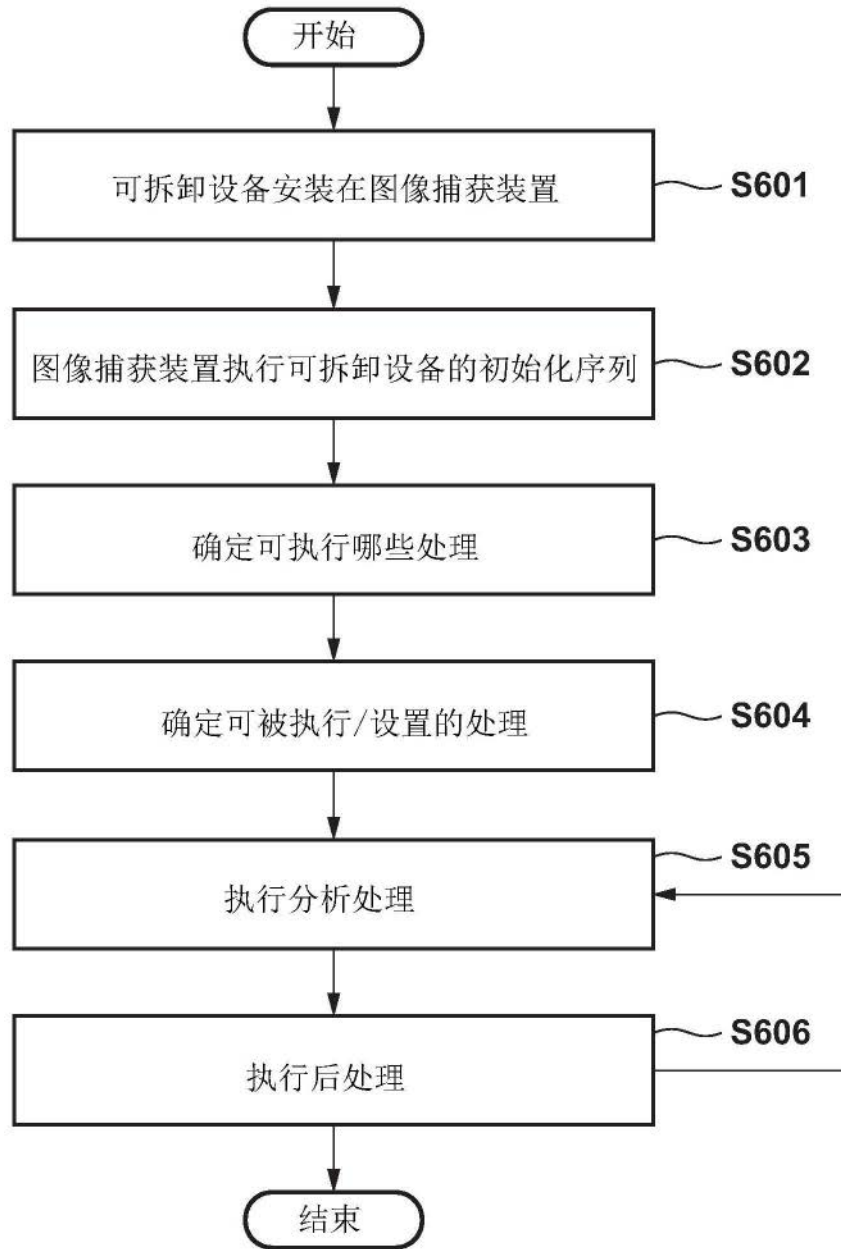 开始
可拆卸设备安装在图像捕获装置
S601
图像捕获装置执行可拆卸设备的初始化序列
S602
确定可执行哪些处理
S603
确定可被执行/设置的处理
S604
执行分析处理
S605
执行后处理
S606
结束